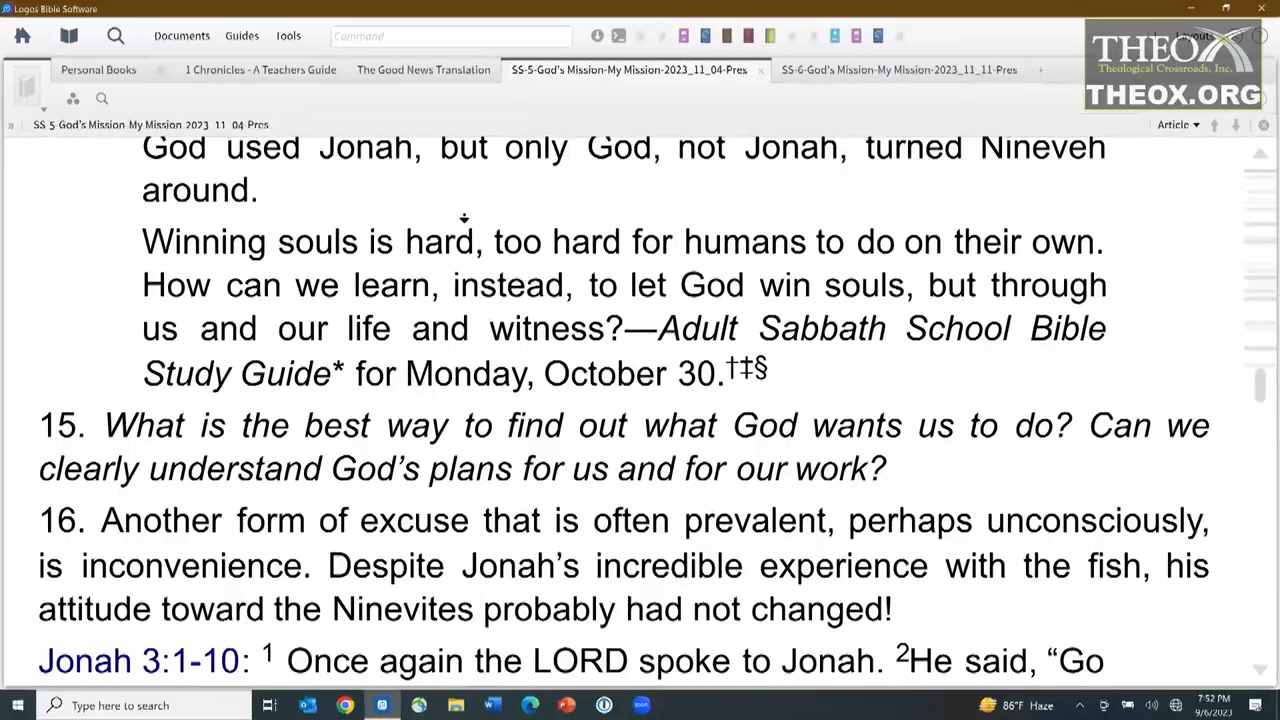 Logos Bible Software
Documents Guides Tools Command Layouts
THEOX
Theological Crossroads, Inc.
THEOX.ORG
Personal Books 1 Chronicles - A Teachers Guide The God I Never Knew SS-5-God's Mission-My Mission-2023_11_04-Pres SS-6-God's Mission-My Mission-2023_11_11-Pres
SS 5 God's Mission-My Mission 2023 11 04 Pres Article
God used Jonah, but only God, not Jonah, turned Nineveh
around.
Winning souls is hard, too hard for humans to do on their own.
How can we learn, instead, to let God win souls, but through
us and our life and witness?—Adult Sabbath School Bible
Study Guide* for Monday, October 30.†‡§
15. What is the best way to find out what God wants us to do? Can we
clearly understand God's plans for us and for our work?
16. Another form of excuse that is often prevalent, perhaps unconsciously,
is inconvenience. Despite Jonah's incredible experience with the fish, his
attitude toward the Ninevites probably had not changed!
Jonah 3:1-10: 1 Once again the LORD spoke to Jonah. 2He said, “Go
Type here to search
86°F Haze
7:52 PM
9/6/2023